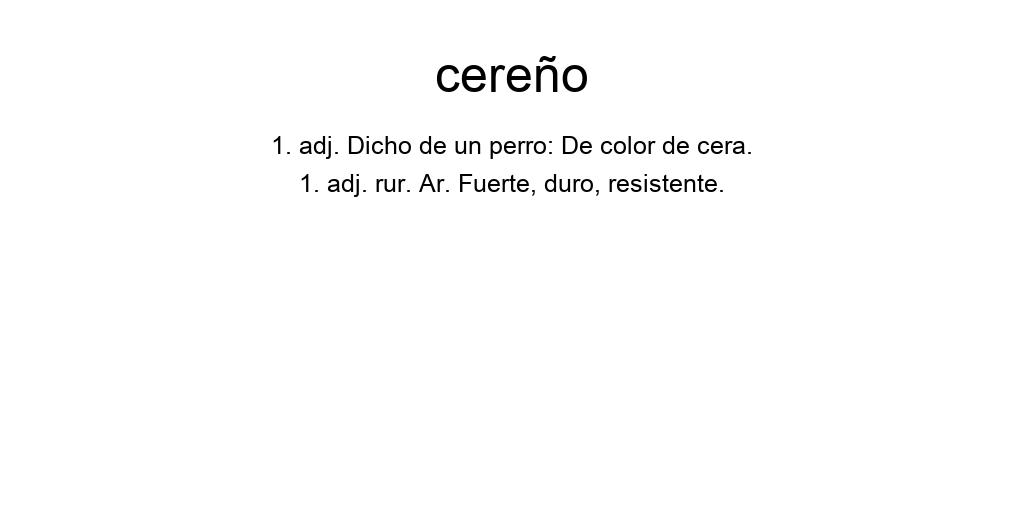 cereño
1. adj. Dicho de un perro: De color de cera.
1. adj. rur. Ar. Fuerte, duro, resistente.